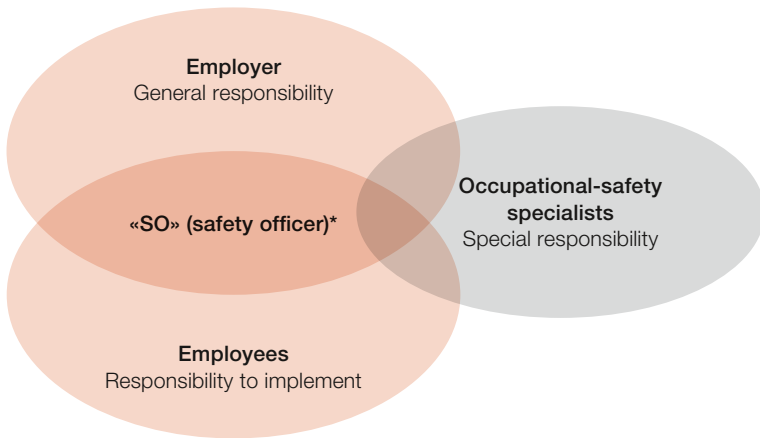 Employer
General responsibility
Occupational-safety
specialists
Special responsibility
«SO» (safety officer)*
Employees
Responsibility to implement